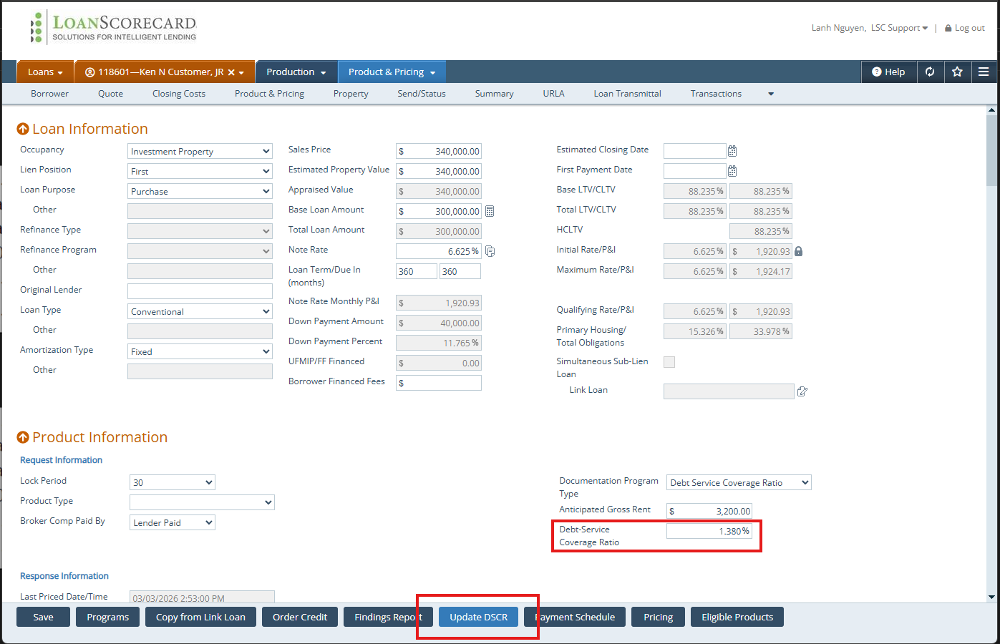 LOANSCORECARD
SOLUTIONS FOR INTELLIGENT LENDING
Lanh Nguyen, LSC Support | Log out
Loans 118601—Ken N Customer, JR Production Product & Pricing Help
Borrower Quote Closing Costs Product & Pricing Property Send/Status Summary URLA Loan Transmittal Transactions
Loan Information
Occupancy Investment Property
Lien Position First
Loan Purpose Purchase
Other
Refinance Type
Refinance Program
Other
Original Lender
Loan Type Conventional
Other
Amortization Type Fixed
Other
Sales Price $ 340,000.00
Estimated Property Value $ 340,000.00
Appraised Value $ 340,000.00
Base Loan Amount $ 300,000.00
Total Loan Amount $ 300,000.00
Note Rate 6.625%
Loan Term/Due In 360 360
(months)
Note Rate Monthly P&I $ 1,920.93
Down Payment Amount $ 40,000.00
Down Payment Percent 11.765%
UFMIP/FF Financed $ 0.00
Borrower Financed Fees $
Estimated Closing Date
First Payment Date
Base LTV/CLTV 88.235% 88.235%
Total LTV/CLTV 88.235% 88.235%
HCLTV 88.235%
Initial Rate/P&I 6.625% $ 1,920.93
Maximum Rate/P&I 6.625% $ 1,924.17
Qualifying Rate/P&I 6.625% $ 1,920.93
Primary Housing/ 15.326% 33.978%
Total Obligations
Simultaneous Sub-Lien
Loan
Link Loan
Product Information
Request Information
Lock Period 30
Product Type
Broker Comp Paid By Lender Paid
Documentation Program Debt Service Coverage Ratio
Type
Anticipated Gross Rent $ 3,200.00
Debt-Service 1.380%
Coverage Ratio
Response Information
Last Priced Date/Time 03/03/2026 2:53:00 PM
Save Programs Copy from Link Loan Order Credit Findings Report Update DSCR Payment Schedule Pricing Eligible Products